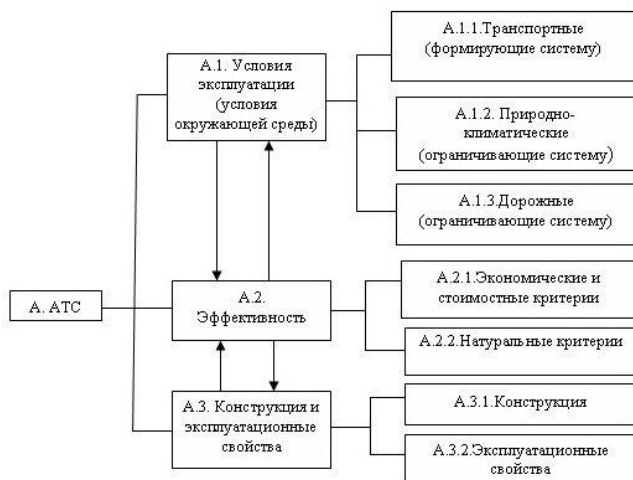 А. АТС
А.1. Условия
эксплуатации
(условия
окружающей среды)
А.1.1.Транспортные
(формирующие систему)
А.1.2. Природно-
климатические
(ограничивающие систему)
А.1.3.Дорожные
(ограничивающие систему)
А.2.
Эффективность
А.2.1.Экономические и
стоимостные критерии
А.2.2.Натуральные критерии
А.3. Конструкция и
эксплуатационные
свойства
А.3.1.Конструкция
А.3.2.Эксплуатационные
свойства